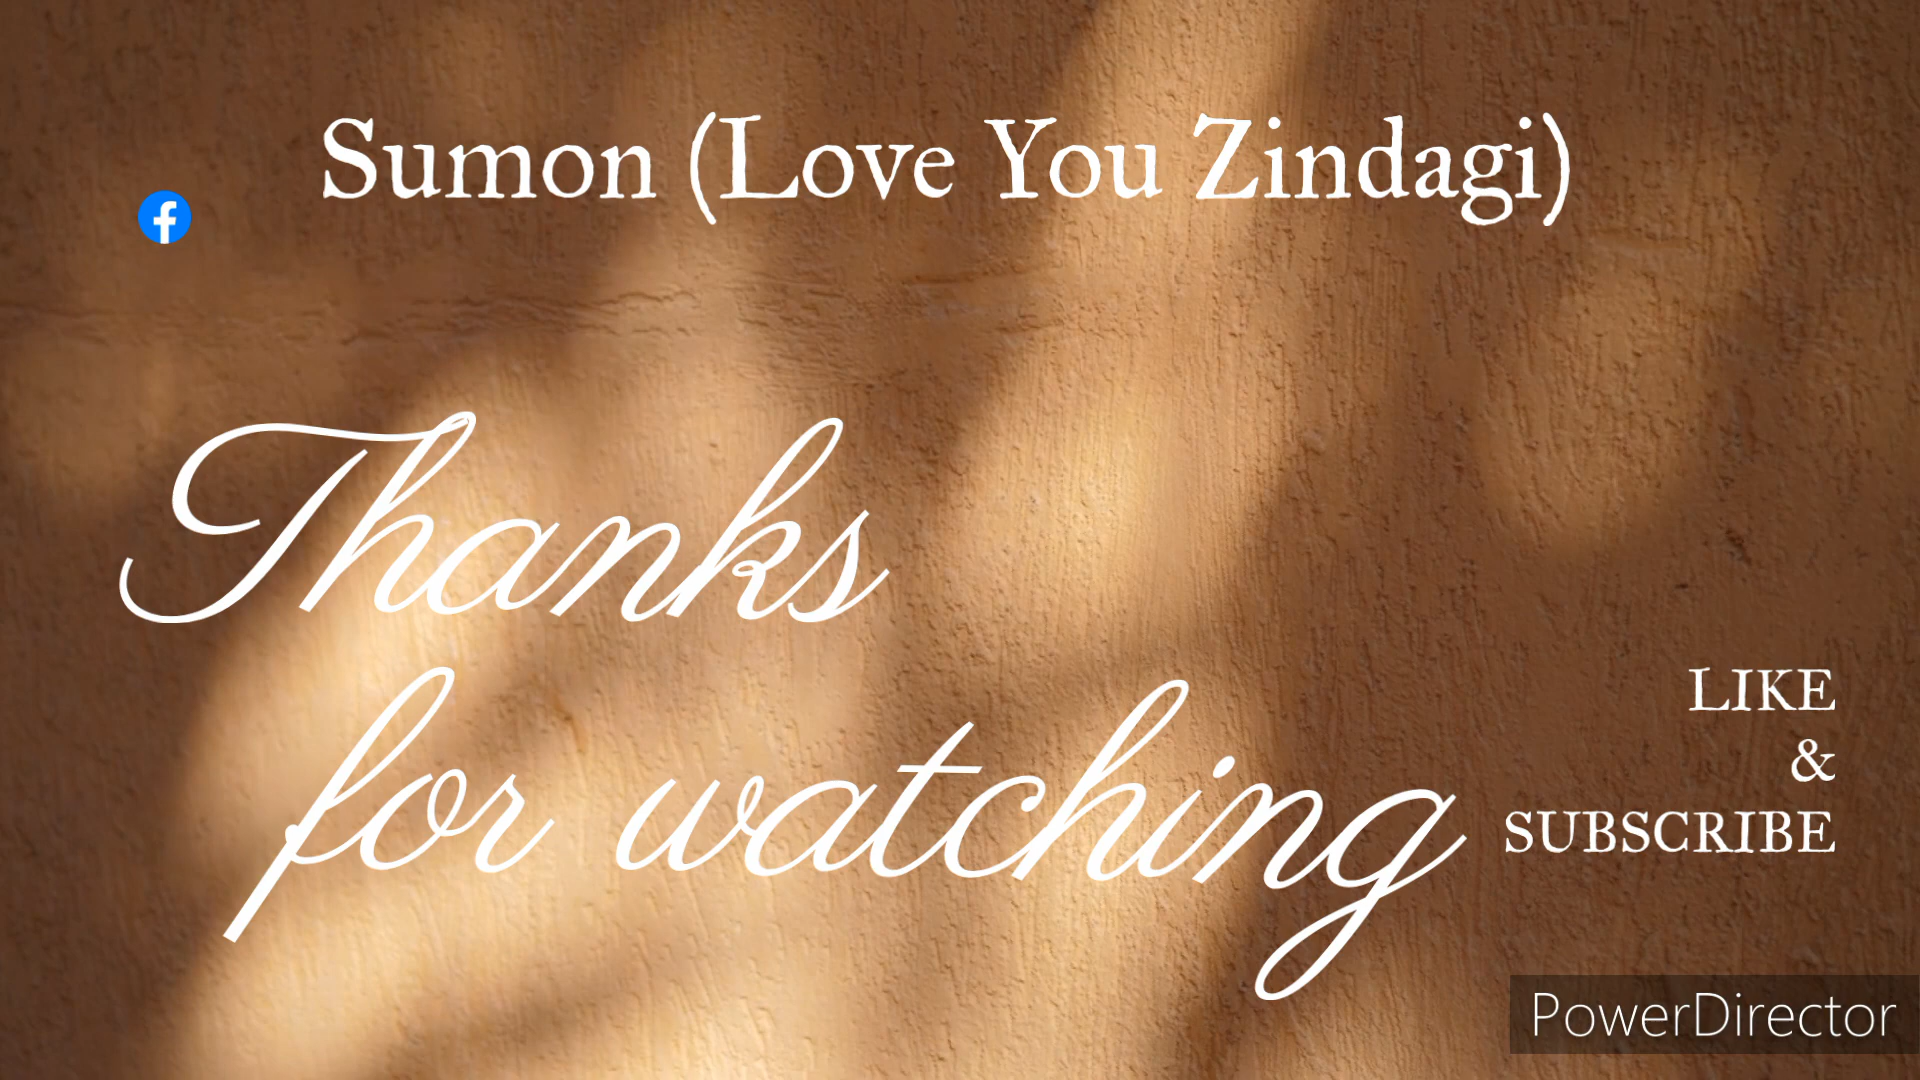 Sumon (Love You Zindagi)
Thanks
for watching
LIKE
&
SUBSCRIBE
PowerDirector